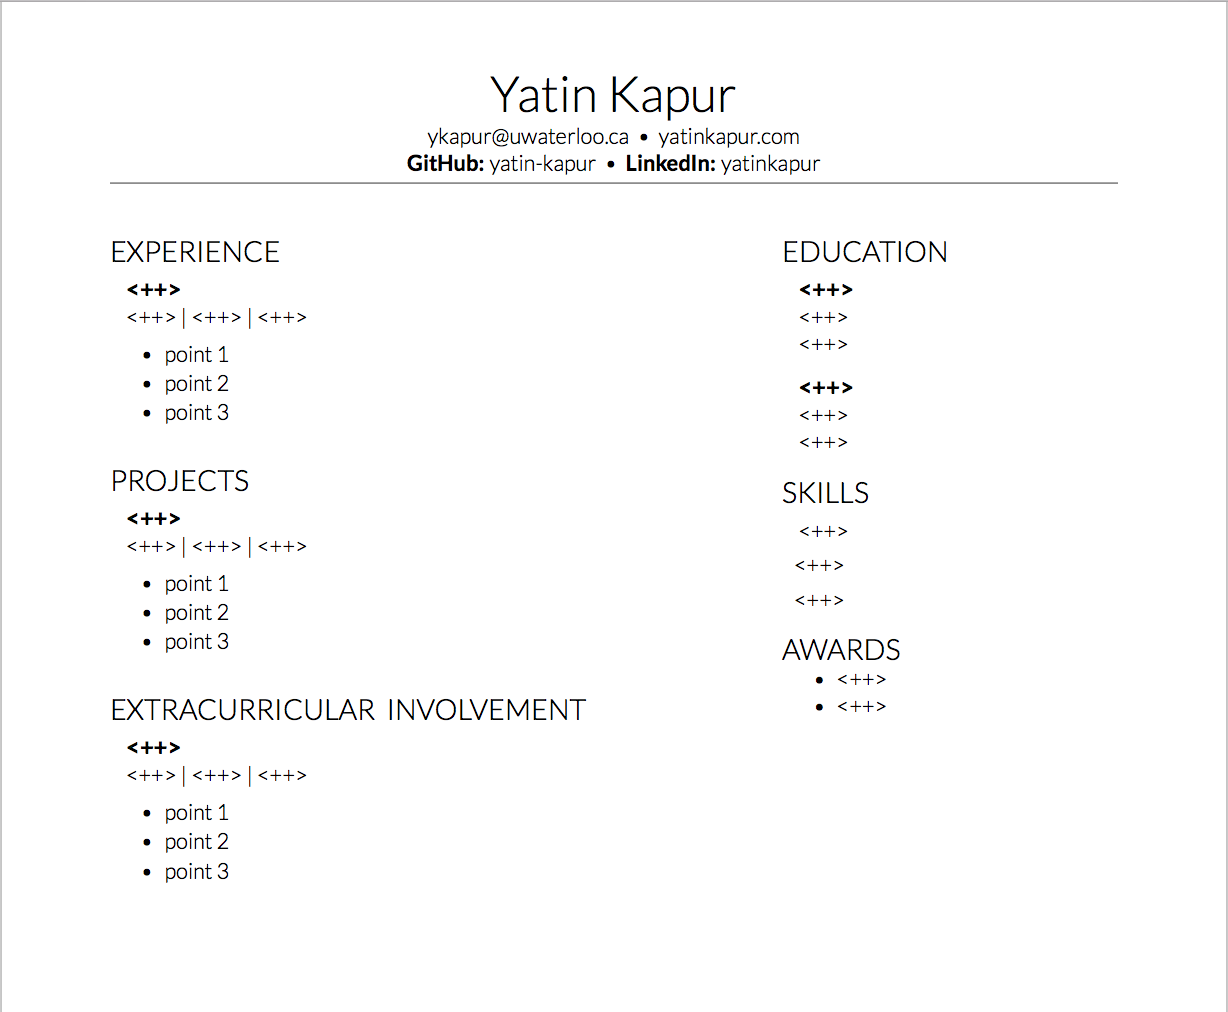 Yatin Kapur
ykapur@uwaterloo.ca • yatinkapur.com
GitHub: yatin-kapur • LinkedIn: yatinkapur
EXPERIENCE
<++>
<++> | <++> | <++>
• point 1
• point 2
• point 3
PROJECTS
<++>
<++> | <++> | <++>
• point 1
• point 2
• point 3
EXTRACURRICULAR INVOLVEMENT
<++>
<++> | <++> | <++>
• point 1
• point 2
• point 3
EDUCATION
<++>
<++>
<++>
<++>
<++>
<++>
SKILLS
<++>
<++>
<++>
AWARDS
• <++>
• <++>